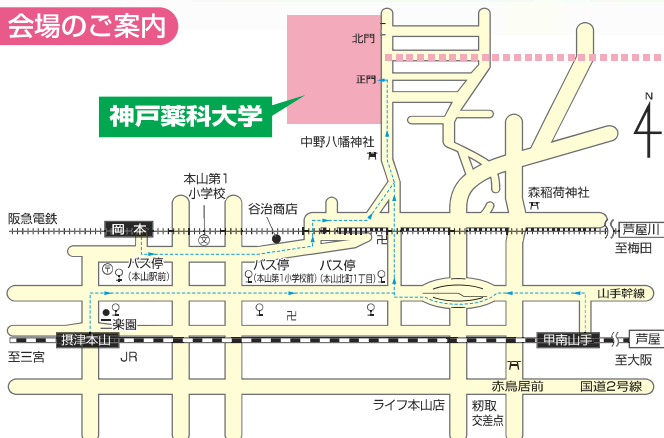 会場のご案内
北門
正門
N
神戸薬科大学
中野八幡神社
本山第1
小学校
谷治商店
森稲荷神社
阪急電鉄
岡本
芦屋川
至梅田
バス停
(本山駅前)
バス停
(本山第1小学校前)
バス停
(本山北町1丁目)
山手幹線
二楽園
摂津本山
甲南山手
芦屋
至三宮
JR
至大阪
赤鳥居前
国道2号線
ライフ本山店
籾取
交差点